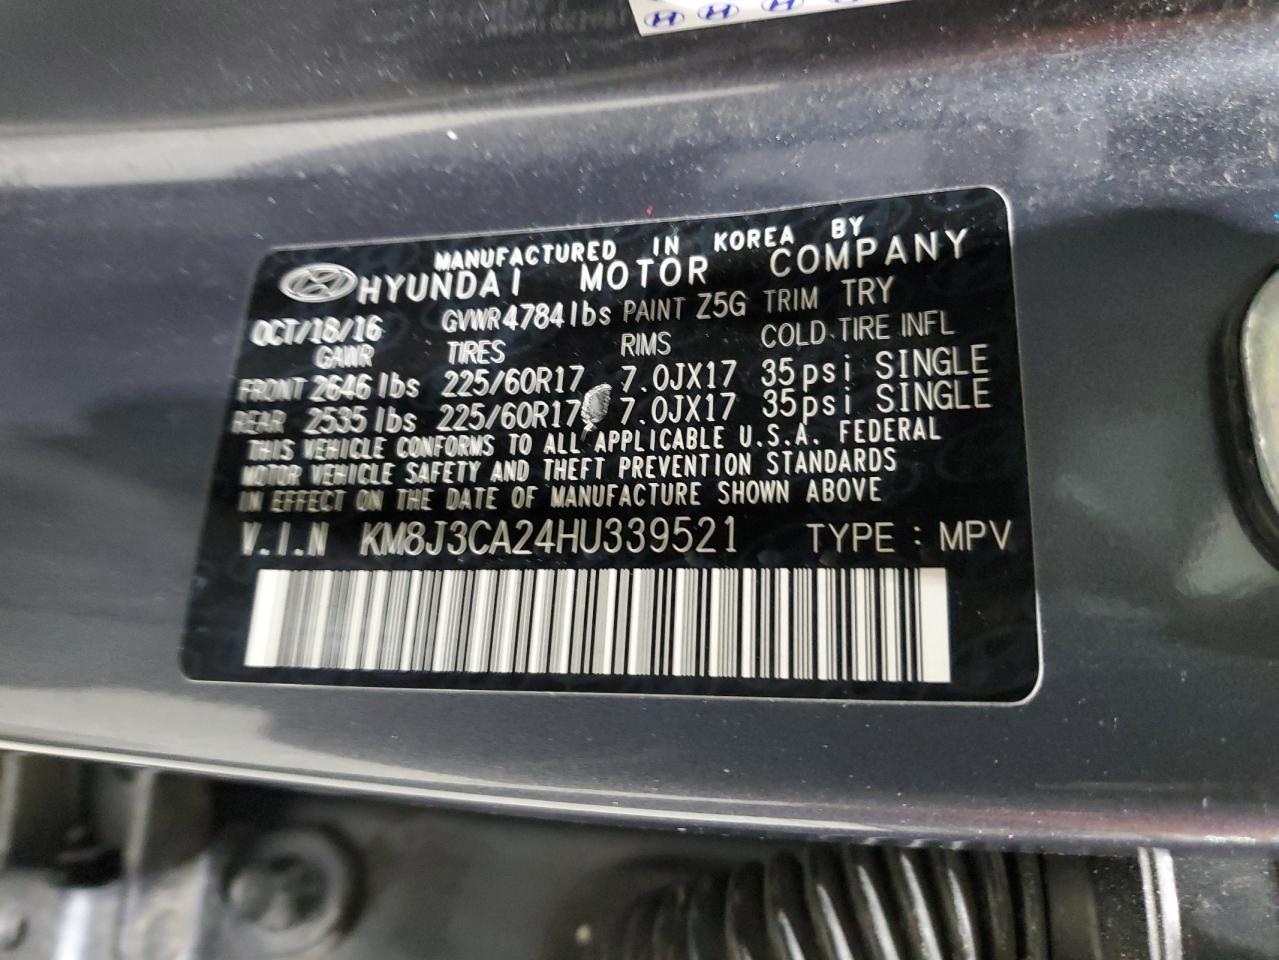 MANUFACTURED IN KOREA BY
HYUNDAI MOTOR COMPANY
OCT/18/16 GVWR 4784lbs PAINT Z5G TRIM TRY
GAWR TIRES RIMS COLD TIRE INFL
FRONT 2646 lbs 225/60R17 7.0JX17 35psi SINGLE
REAR 2535 lbs 225/60R17 7.0JX17 35psi SINGLE
THIS VEHICLE CONFORMS TO ALL APPLICABLE U.S.A. FEDERAL
MOTOR VEHICLE SAFETY AND THEFT PREVENTION STANDARDS
IN EFFECT ON THE DATE OF MANUFACTURE SHOWN ABOVE
V.I.N KM8J3CA24HU339521 TYPE : MPV